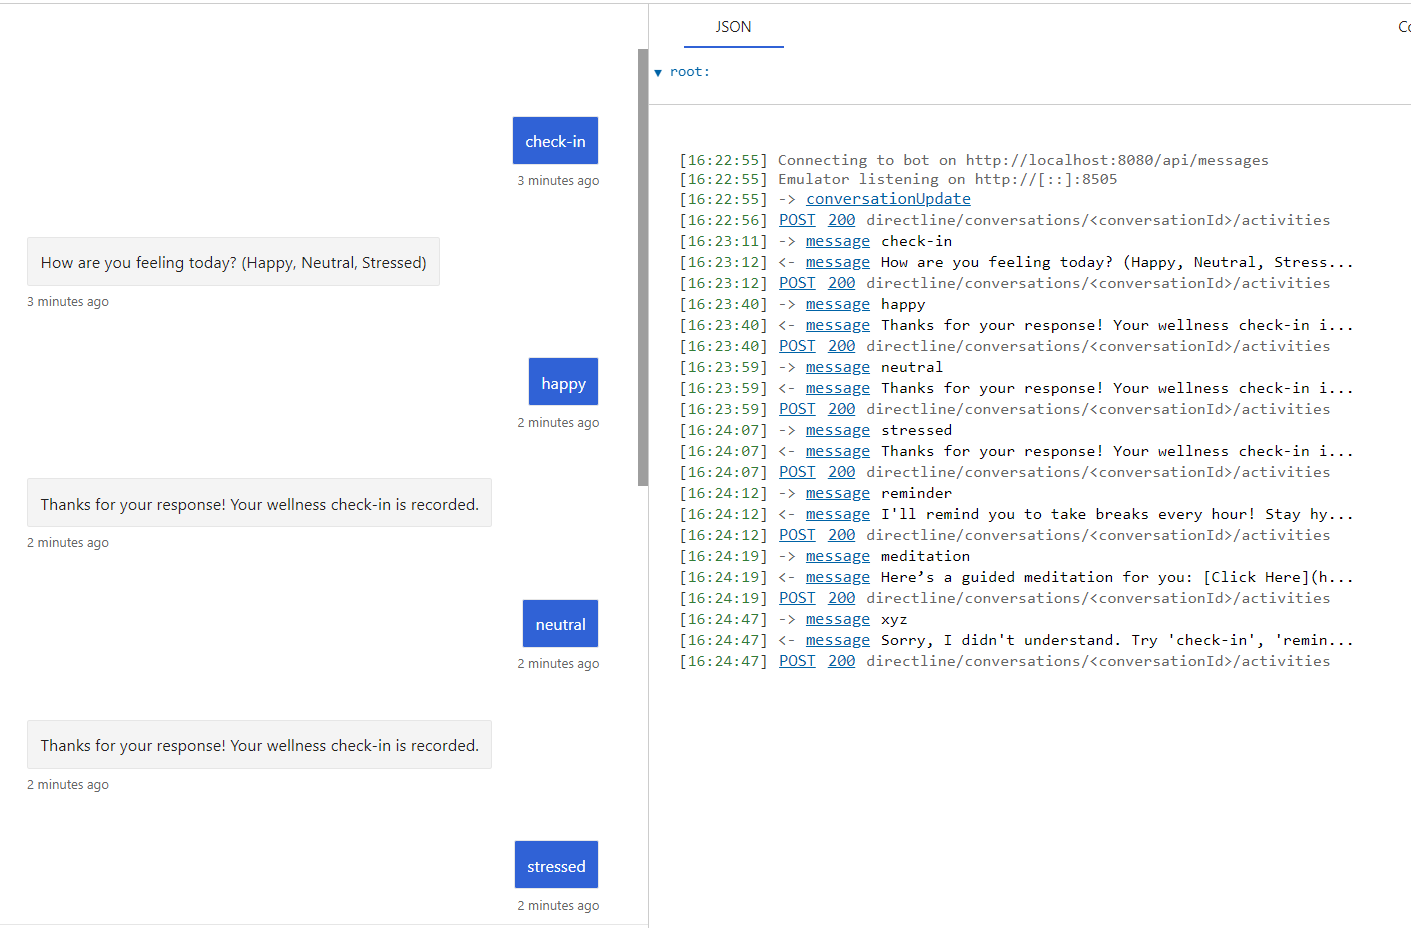 check-in
3 minutes ago
How are you feeling today? (Happy, Neutral, Stressed)
3 minutes ago
happy
2 minutes ago
Thanks for your response! Your wellness check-in is recorded.
2 minutes ago
neutral
2 minutes ago
Thanks for your response! Your wellness check-in is recorded.
2 minutes ago
stressed
2 minutes ago
JSON
▼ root:
[16:22:55] Connecting to bot on http://localhost:8080/api/messages
[16:22:55] Emulator listening on http://[::]:8505
[16:22:55] -> conversationUpdate
[16:22:56] POST 200 directline/conversations/<conversationId>/activities
[16:23:11] -> message check-in
[16:23:12] <- message How are you feeling today? (Happy, Neutral, Stress...
[16:23:12] POST 200 directline/conversations/<conversationId>/activities
[16:23:40] -> message happy
[16:23:40] <- message Thanks for your response! Your wellness check-in i...
[16:23:40] POST 200 directline/conversations/<conversationId>/activities
[16:23:59] -> message neutral
[16:23:59] <- message Thanks for your response! Your wellness check-in i...
[16:23:59] POST 200 directline/conversations/<conversationId>/activities
[16:24:07] -> message stressed
[16:24:07] <- message Thanks for your response! Your wellness check-in i...
[16:24:07] POST 200 directline/conversations/<conversationId>/activities
[16:24:12] -> message reminder
[16:24:12] <- message I'll remind you to take breaks every hour! Stay hy...
[16:24:12] POST 200 directline/conversations/<conversationId>/activities
[16:24:19] -> message meditation
[16:24:19] <- message Here’s a guided meditation for you: [Click Here](h...
[16:24:19] POST 200 directline/conversations/<conversationId>/activities
[16:24:47] -> message xyz
[16:24:47] <- message Sorry, I didn't understand. Try 'check-in', 'remin...
[16:24:47] POST 200 directline/conversations/<conversationId>/activities